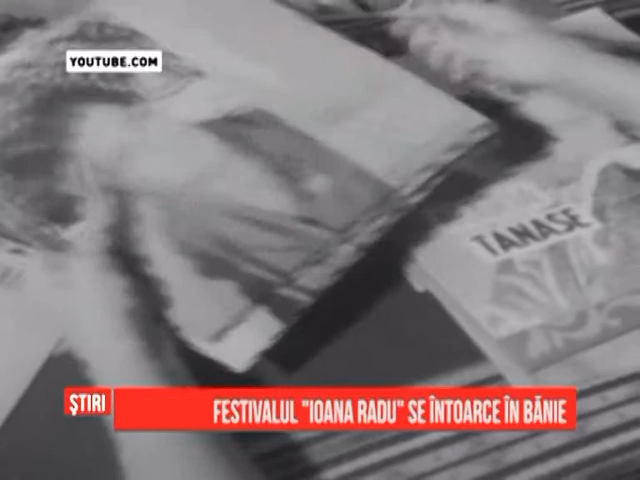 YOUTUBE.COM
TANASE
ŞTIRI
FESTIVALUL "IOANA RADU" SE ÎNTOARCE ÎN BĂNIE